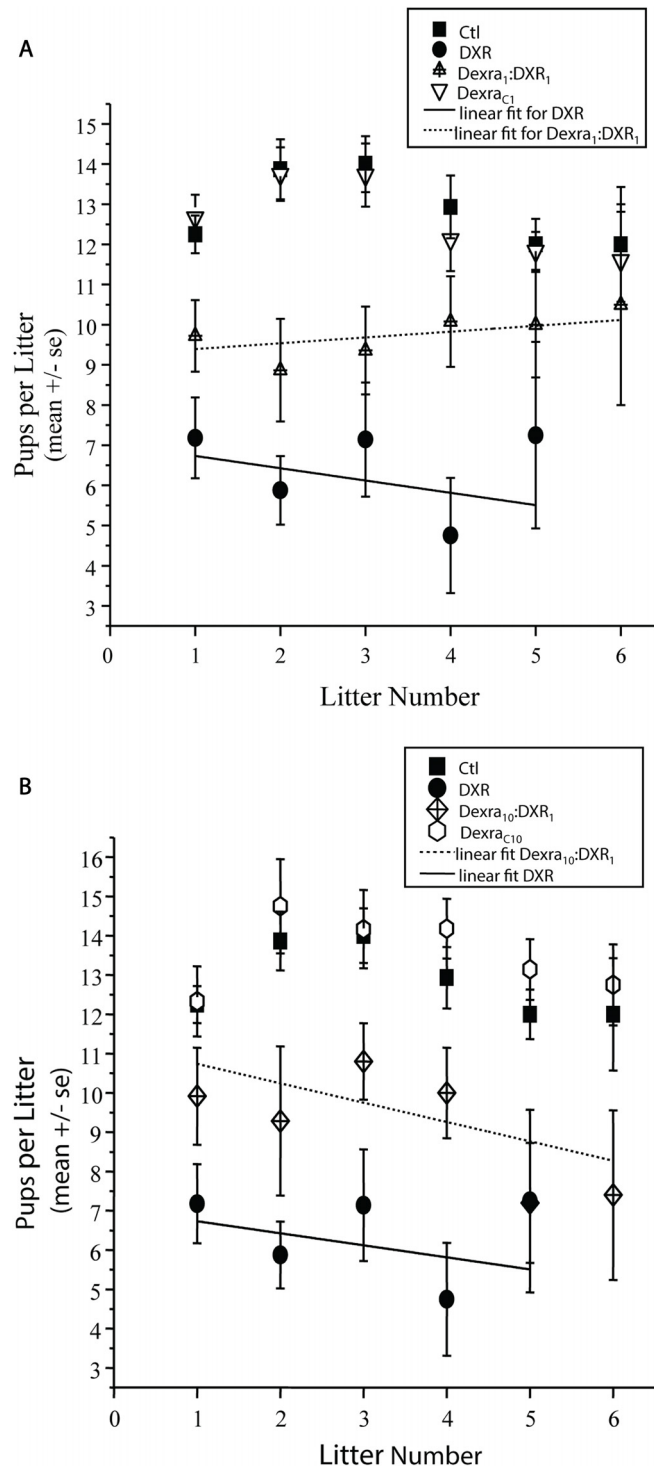 A
Ctl
DXR
Dexra₁:DXR₁
Dexra_C1
linear fit for DXR
linear fit for Dexra₁:DXR₁
Pups per Litter
(mean +/- se
15
14
13
12
11
10
9
8
7
6
5
4
3
0
1
2
3
4
5
6
Litter Number
B
Ctl
DXR
Dexra₁₀:DXR₁
Dexra_C10
linear fit Dexra₁₀:DXR₁
linear fit DXR
Pups per Litter
(mean +/- se)
16
15
14
13
12
11
10
9
8
7
6
5
4
3
0
1
2
3
4
5
6
Litter Number